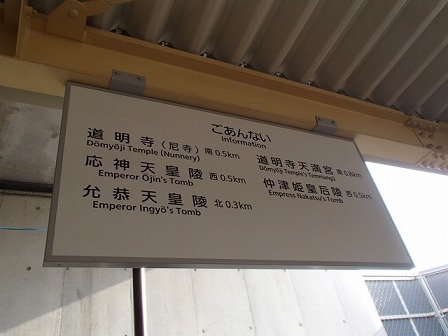 ごあんない
Information
道明寺(尼寺)南0.5km
Dōmyōji Temple (Nunnery)
応神天皇陵 西0.5km
Emperor Ōjin's Tomb
允恭天皇陵 北0.3km
Emperor Ingyō's Tomb
道明寺天満宮 南0.8km
Dōmyōji Temple's Temmangū
仲津姫皇后陵 西0.5km
Empress Nakatsu's Tomb